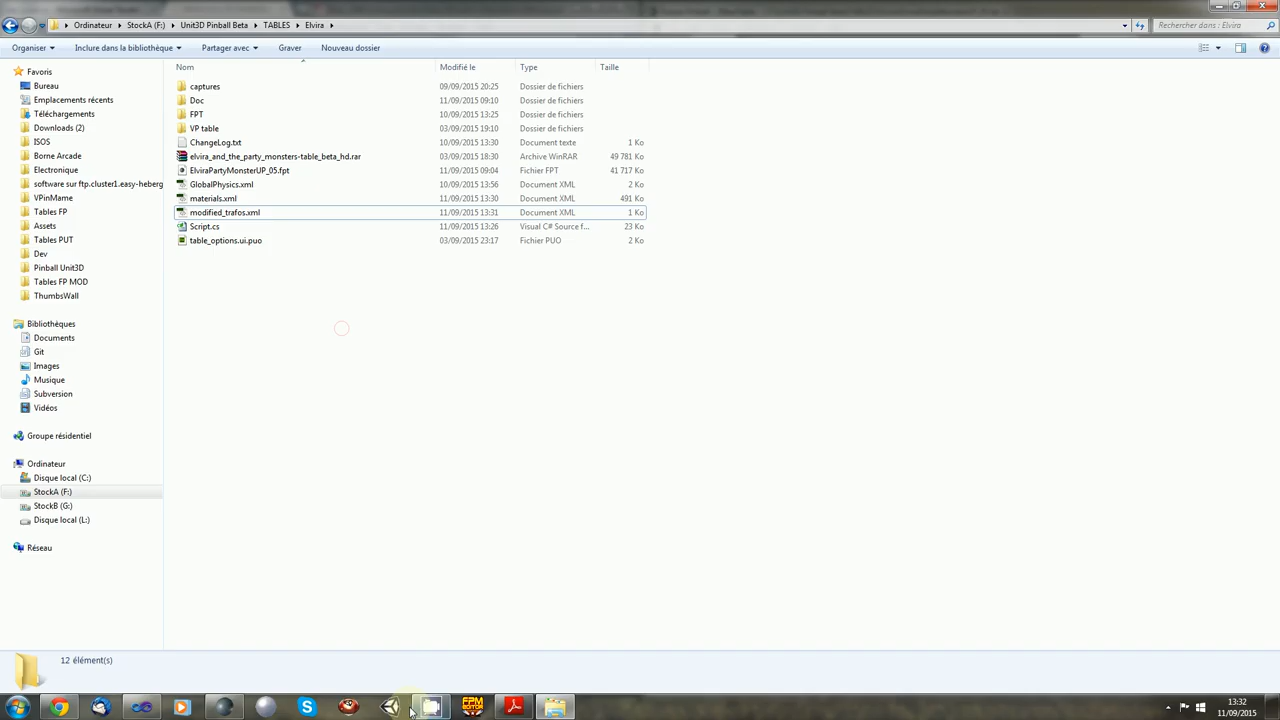 Ordinateur ▸ StockA (F:) ▸ Unit3D Pinball Beta ▸ TABLES ▸ Elvira ▸
Rechercher dans : Elvira
Organiser Inclure dans la bibliothèque Partager avec Graver Nouveau dossier
Nom Modifié le Type Taille
captures 09/09/2015 20:25 Dossier de fichiers
Doc 11/09/2015 09:10 Dossier de fichiers
FPT 10/09/2015 13:25 Dossier de fichiers
VP table 03/09/2015 19:10 Dossier de fichiers
ChangeLog.txt 10/09/2015 13:30 Document texte 1 Ko
elvira_and_the_party_monsters-table_beta_hd.rar 03/09/2015 18:30 Archive WinRAR 49 781 Ko
ElviraPartyMonsterUP_05.fpt 11/09/2015 09:04 Fichier FPT 41 717 Ko
GlobalPhysics.xml 10/09/2015 13:56 Document XML 2 Ko
materials.xml 11/09/2015 13:30 Document XML 491 Ko
modified_trafos.xml 11/09/2015 13:31 Document XML 1 Ko
Script.cs 11/09/2015 13:26 Visual C# Source f... 23 Ko
table_options.ui.puo 03/09/2015 23:17 Fichier PUO 2 Ko
Favoris
Bureau
Emplacements récents
Téléchargements
Downloads (2)
ISOS
Borne Arcade
Electronique
software sur ftp.cluster1.easy-heberg
VPinMame
Tables FP
Assets
Tables PUT
Dev
Pinball Unit3D
Tables FP MOD
ThumbsWall
Bibliothèques
Documents
Git
Images
Musique
Subversion
Vidéos
Groupe résidentiel
Ordinateur
Disque local (C:)
StockA (F:)
StockB (G:)
Disque local (L:)
Réseau
12 élément(s)
FPM
EDITOR
13:32
11/09/2015